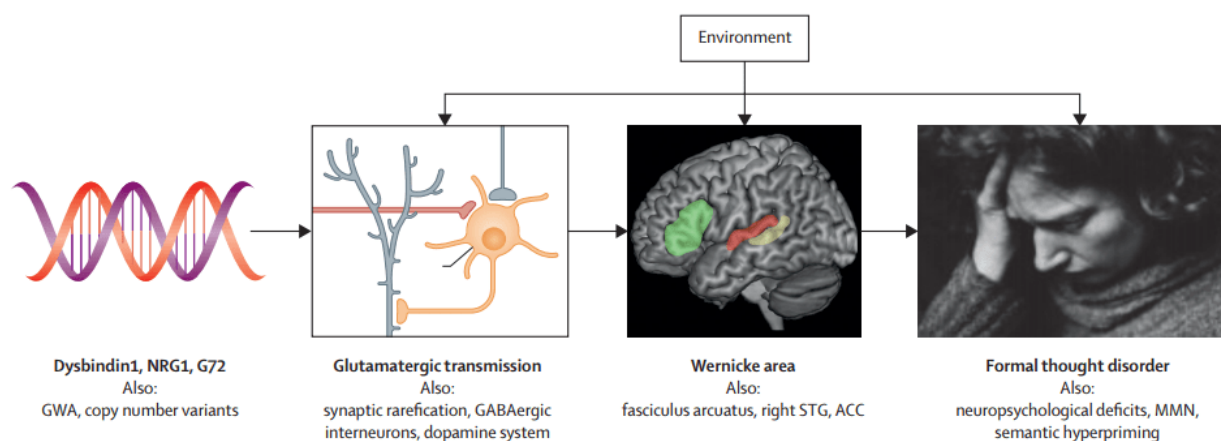 Environment
Dysbindin1, NRG1, G72
Also:
GWA, copy number variants
Glutamatergic transmission
Also:
synaptic rarefication, GABAergic
interneurons, dopamine system
Wernicke area
Also:
fasciculus arcuatus, right STG, ACC
Formal thought disorder
Also:
neuropsychological deficits, MMN,
semantic hyperpriming